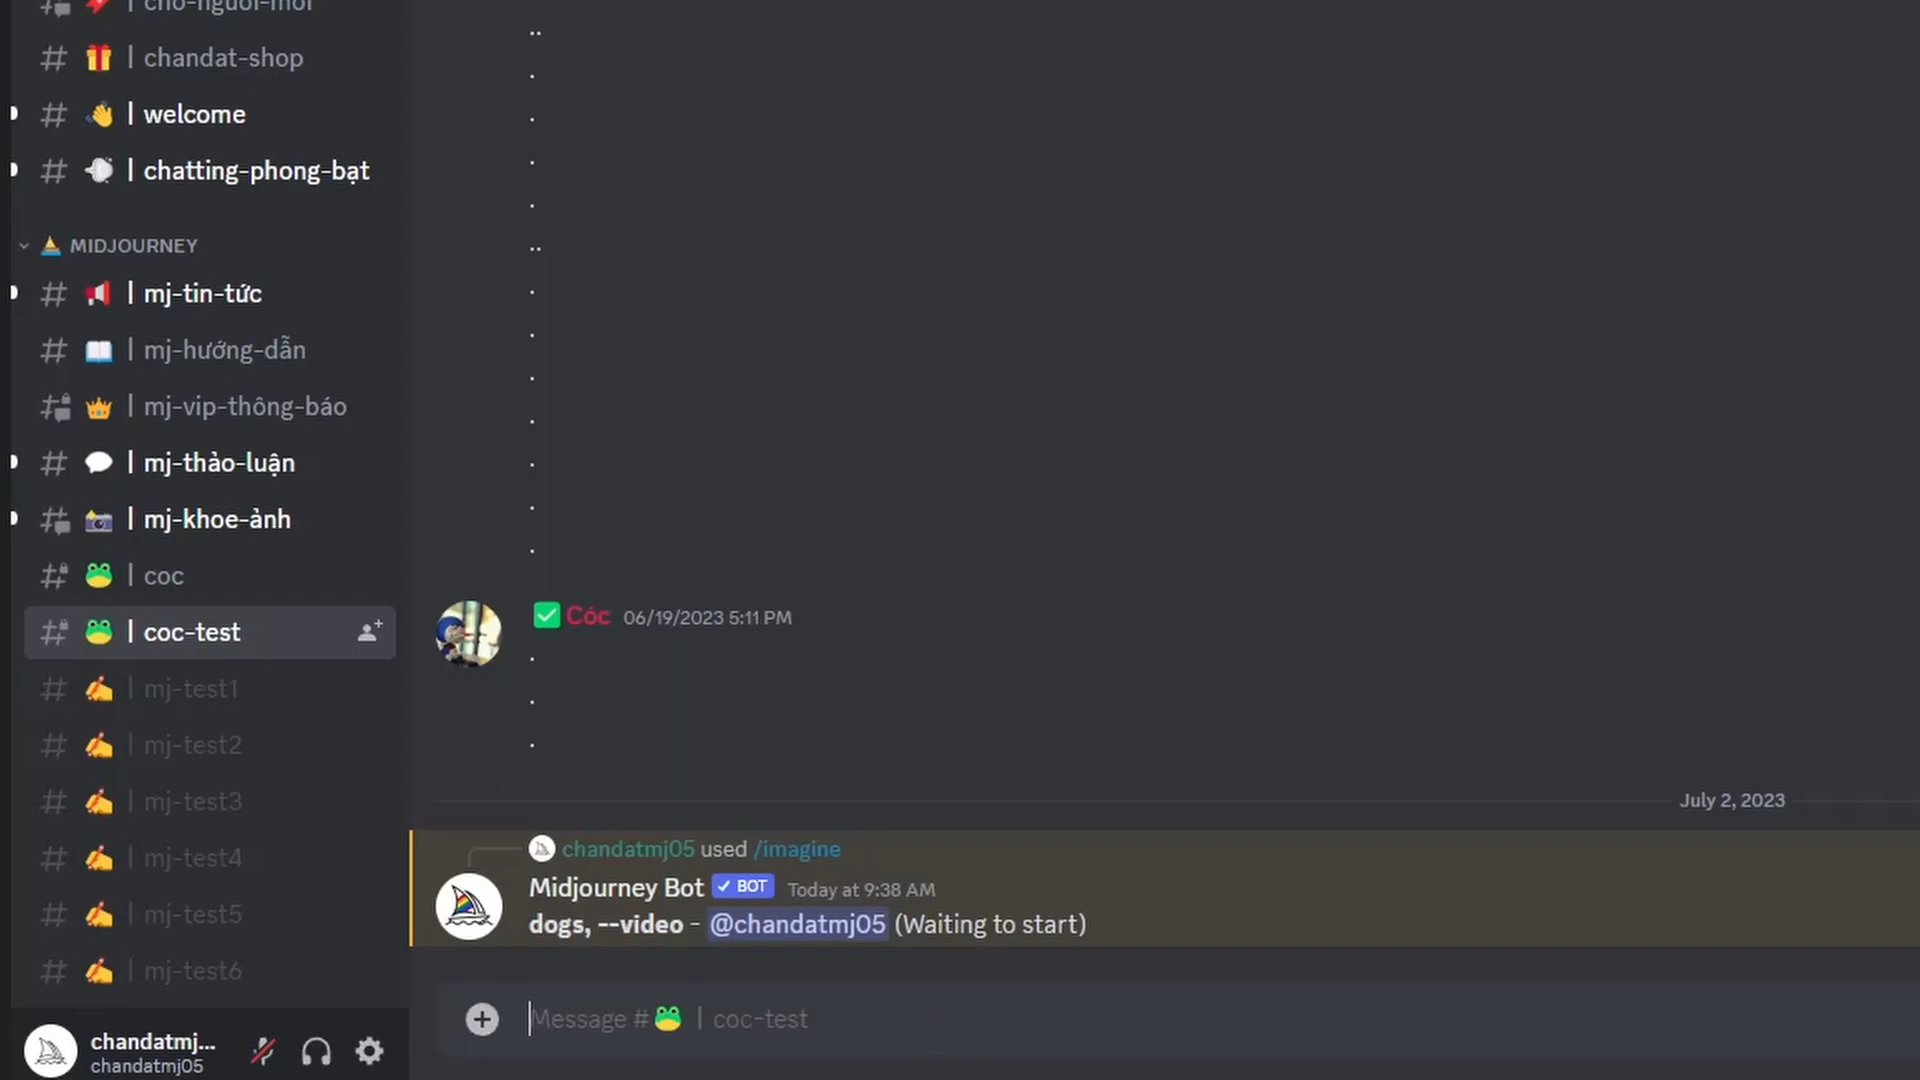 cho-nguoi-moi
chandat-shop
welcome
chatting-phong-bạt
MIDJOURNEY
mj-tin-tức
mj-hướng-dẫn
mj-vip-thông-báo
mj-thảo-luận
mj-khoe-ảnh
coc
coc-test
mj-test1
mj-test2
mj-test3
mj-test4
mj-test5
mj-test6
chandatmj...
chandatmj05
..
.
.
.
.
..
.
.
.
.
.
.
.
Cóc 06/19/2023 5:11 PM
.
.
.
July 2, 2023
chandatmj05 used /imagine
Midjourney Bot ✓ BOT Today at 9:38 AM
dogs, --video - @chandatmj05 (Waiting to start)
Message # 🐸 | coc-test